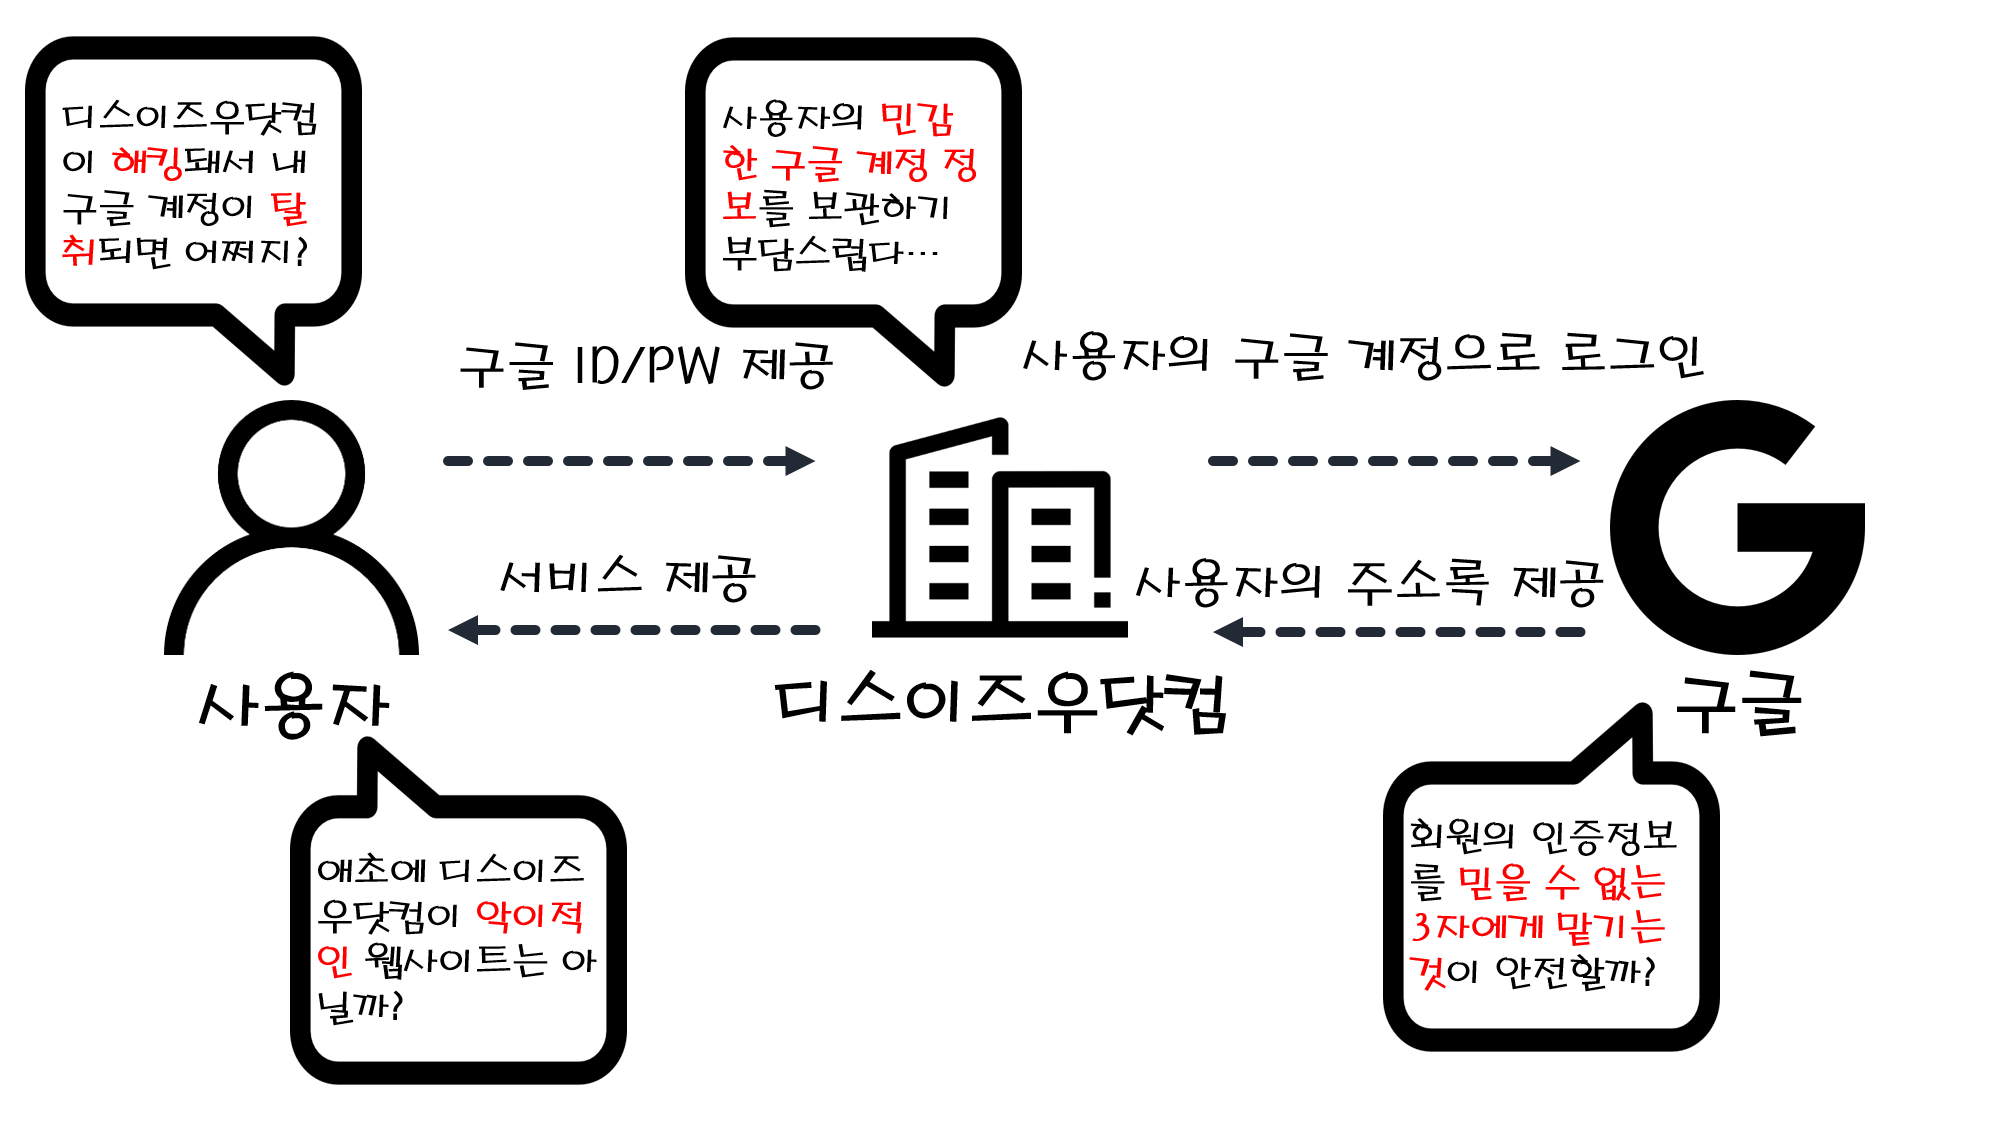 디스이즈우닷컴
이 해킹돼서 내
구글 계정이 탈
취되면 어쩌지?
사용자의 민감
한 구글 계정 정
보를 보관하기
부담스럽다…
구글 ID/PW 제공
사용자의 구글 계정으로 로그인
서비스 제공
사용자의 주소록 제공
사용자
디스이즈우닷컴
구글
애초에 디스이즈
우닷컴이 악이적
인 웹사이트는 아
닐까?
회원의 인증정보
를 믿을 수 없는
3자에게 맡기는
것이 안전할까?